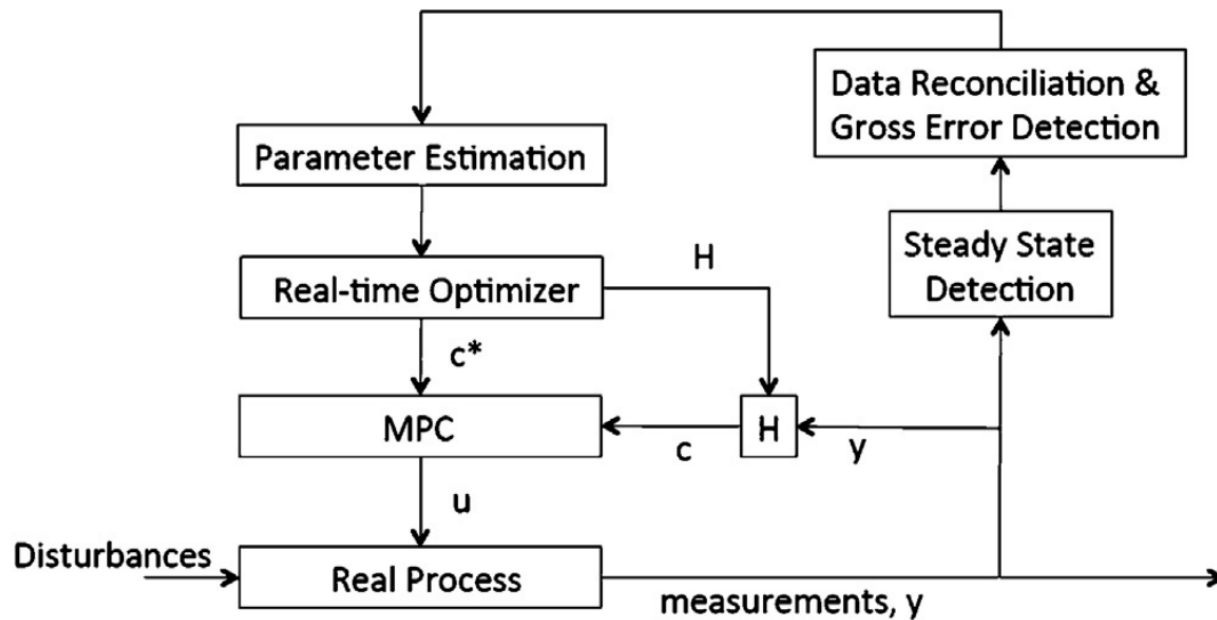 Data Reconciliation &
Gross Error Detection
Parameter Estimation
Steady State
Detection
H
Real-time Optimizer
c*
MPC
H
c
y
u
Disturbances
Real Process
measurements, y